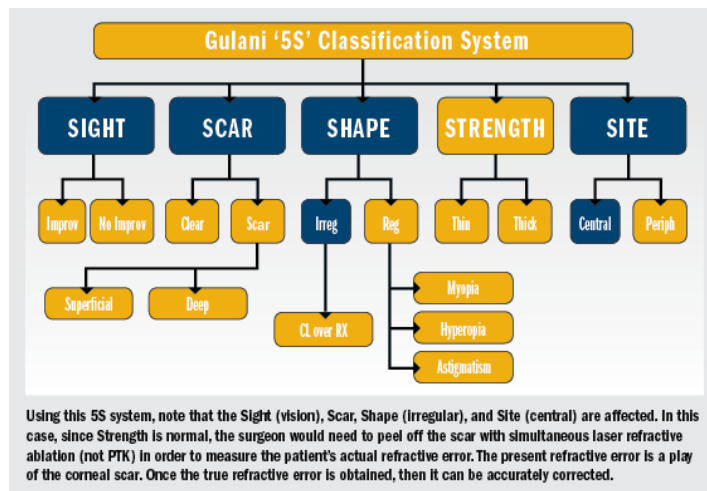 Gulani ‘5S’ Classification System
SIGHT SCAR SHAPE STRENGTH SITE
Improv No Improv Clear Scar Irreg Reg Thin Thick Central Periph
Superficial Deep Myopia
CL over RX Hyperopia
Astigmatism
Using this 5S system, note that the Sight (vision), Scar, Shape (irregular), and Site (central) are affected. In this
case, since Strength is normal, the surgeon would need to peel off the scar with simultaneous laser refractive
ablation (not PTK) in order to measure the patient’s actual refractive error. The present refractive error is a play
of the corneal scar. Once the true refractive error is obtained, then it can be accurately corrected.